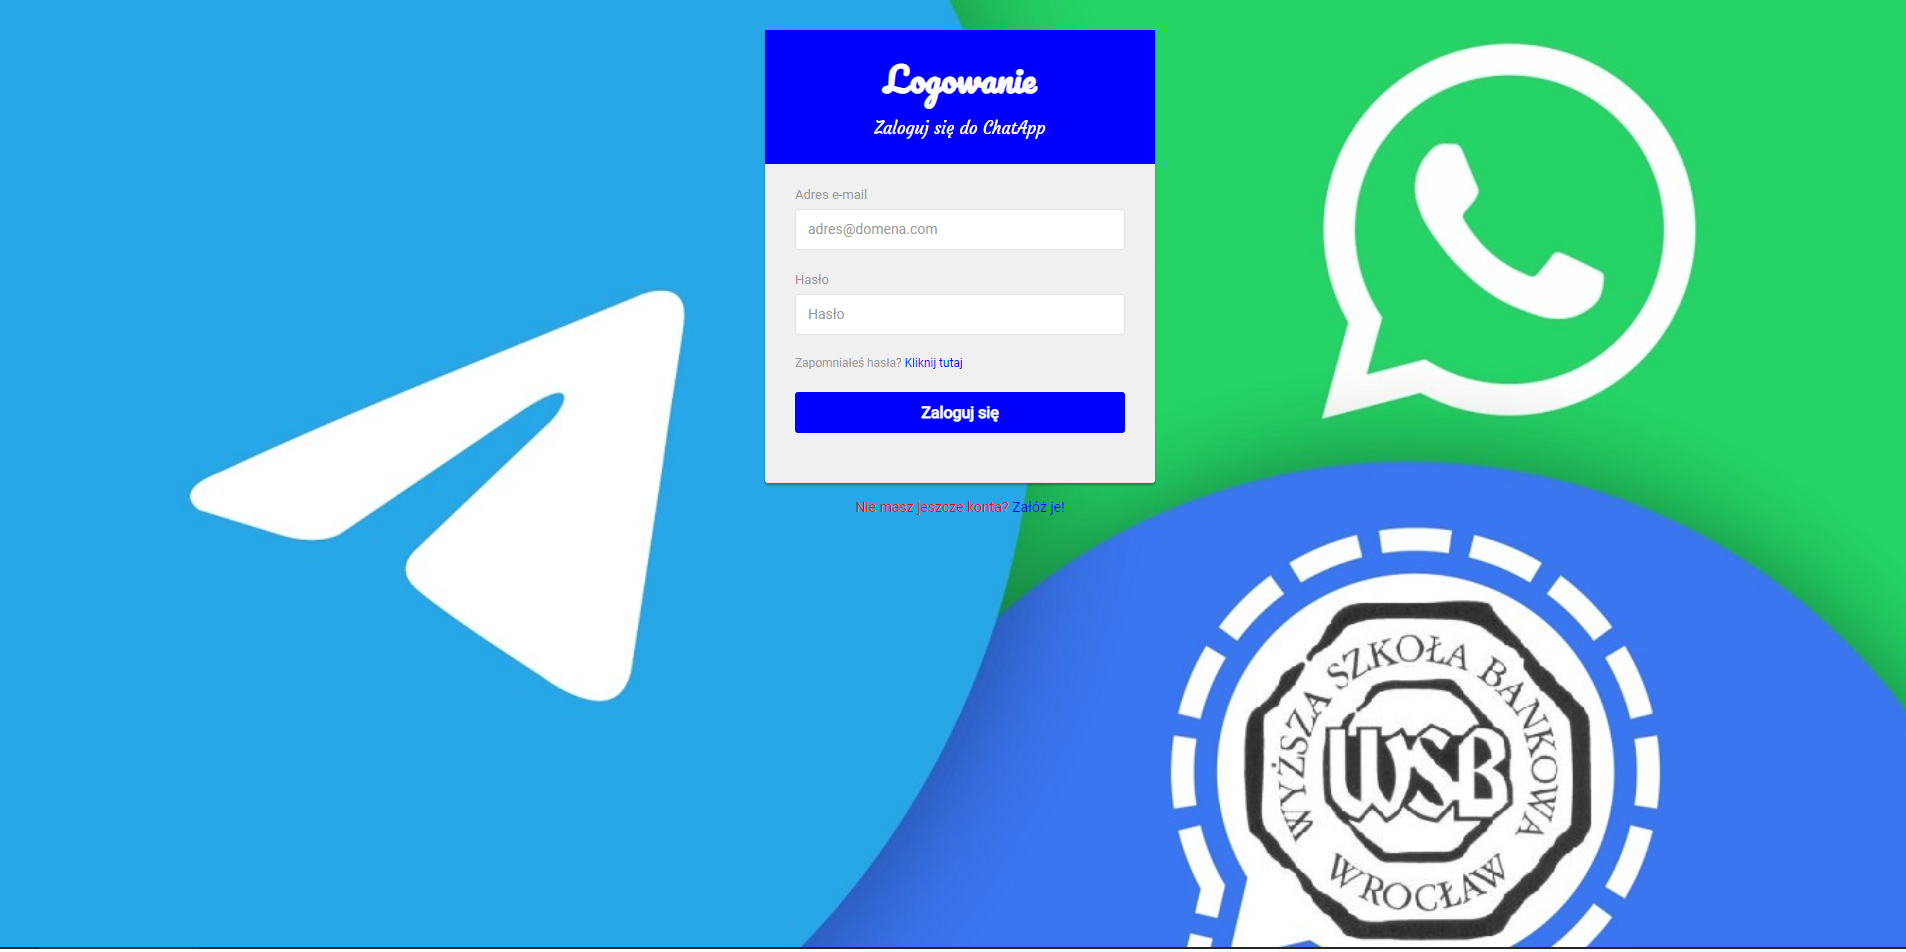 Logowanie
Zaloguj się do ChatApp
Adres e-mail
adres@domena.com
Hasło
Hasło
Zapomniałeś hasła? Kliknij tutaj
Zaloguj się
Nie masz jeszcze konta? Załóż je!
WYŻSZA SZKOŁA BANKOWA
WSB
WROCŁAW